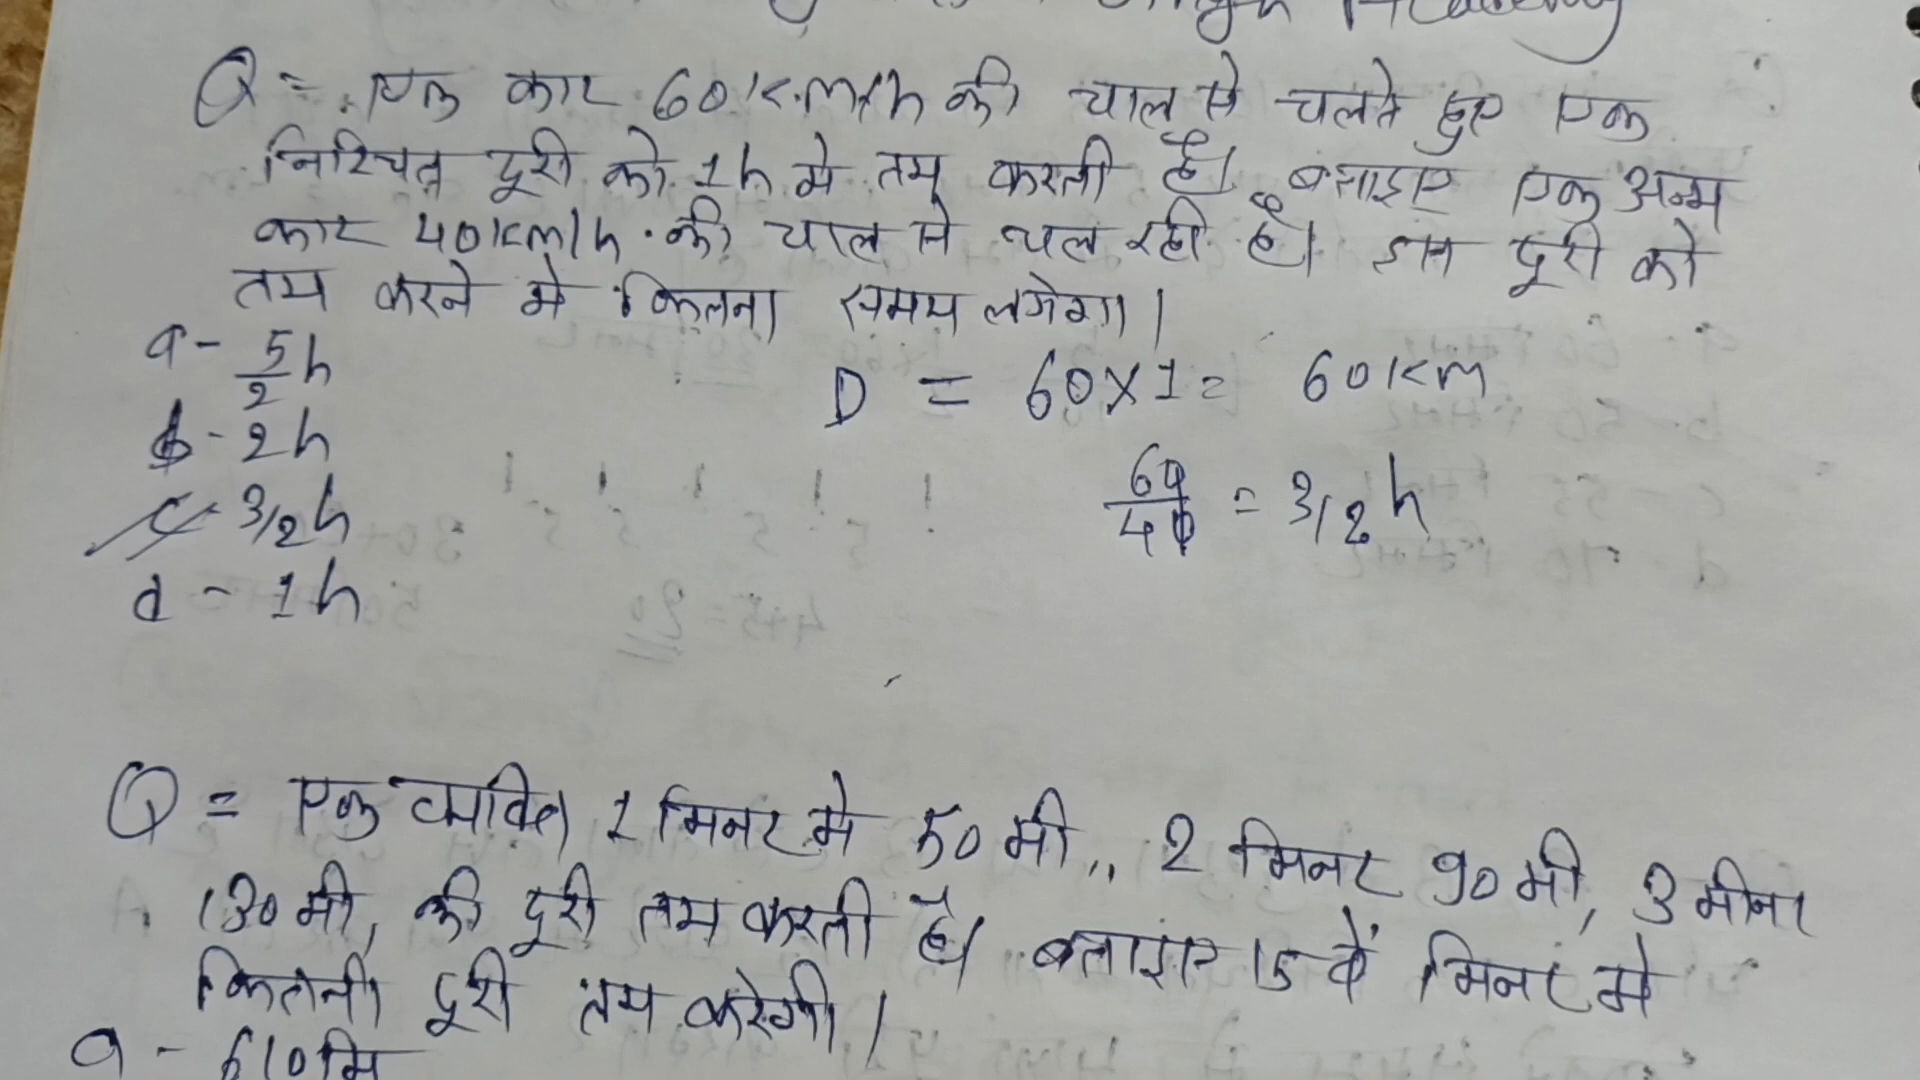 Academy
Q = एक कार 60 K.m/h की चाल से चलते हुए एक
निश्चित दूरी को 1h मे तय करती है। बताइए एक अन्य
कार 40 Km/h की चाल से चल रही है। इस दूरी को
तय करने मे कितना समय लगेगा।
a - 5/2 h
D = 60 X 1 = 60 Km
b - 2h
60/40 = 3/2 h
c - 3/2 h
d - 1h
Q = एक व्यक्ति 1 मिनट मे 50 मी., 2 मिनट 90 मी, 3 मीनट
130 मी, की दूरी तय करती है। बताइए 15 वें मिनट मे
कितनी दूरी तय करेगी।
a - 610 मि